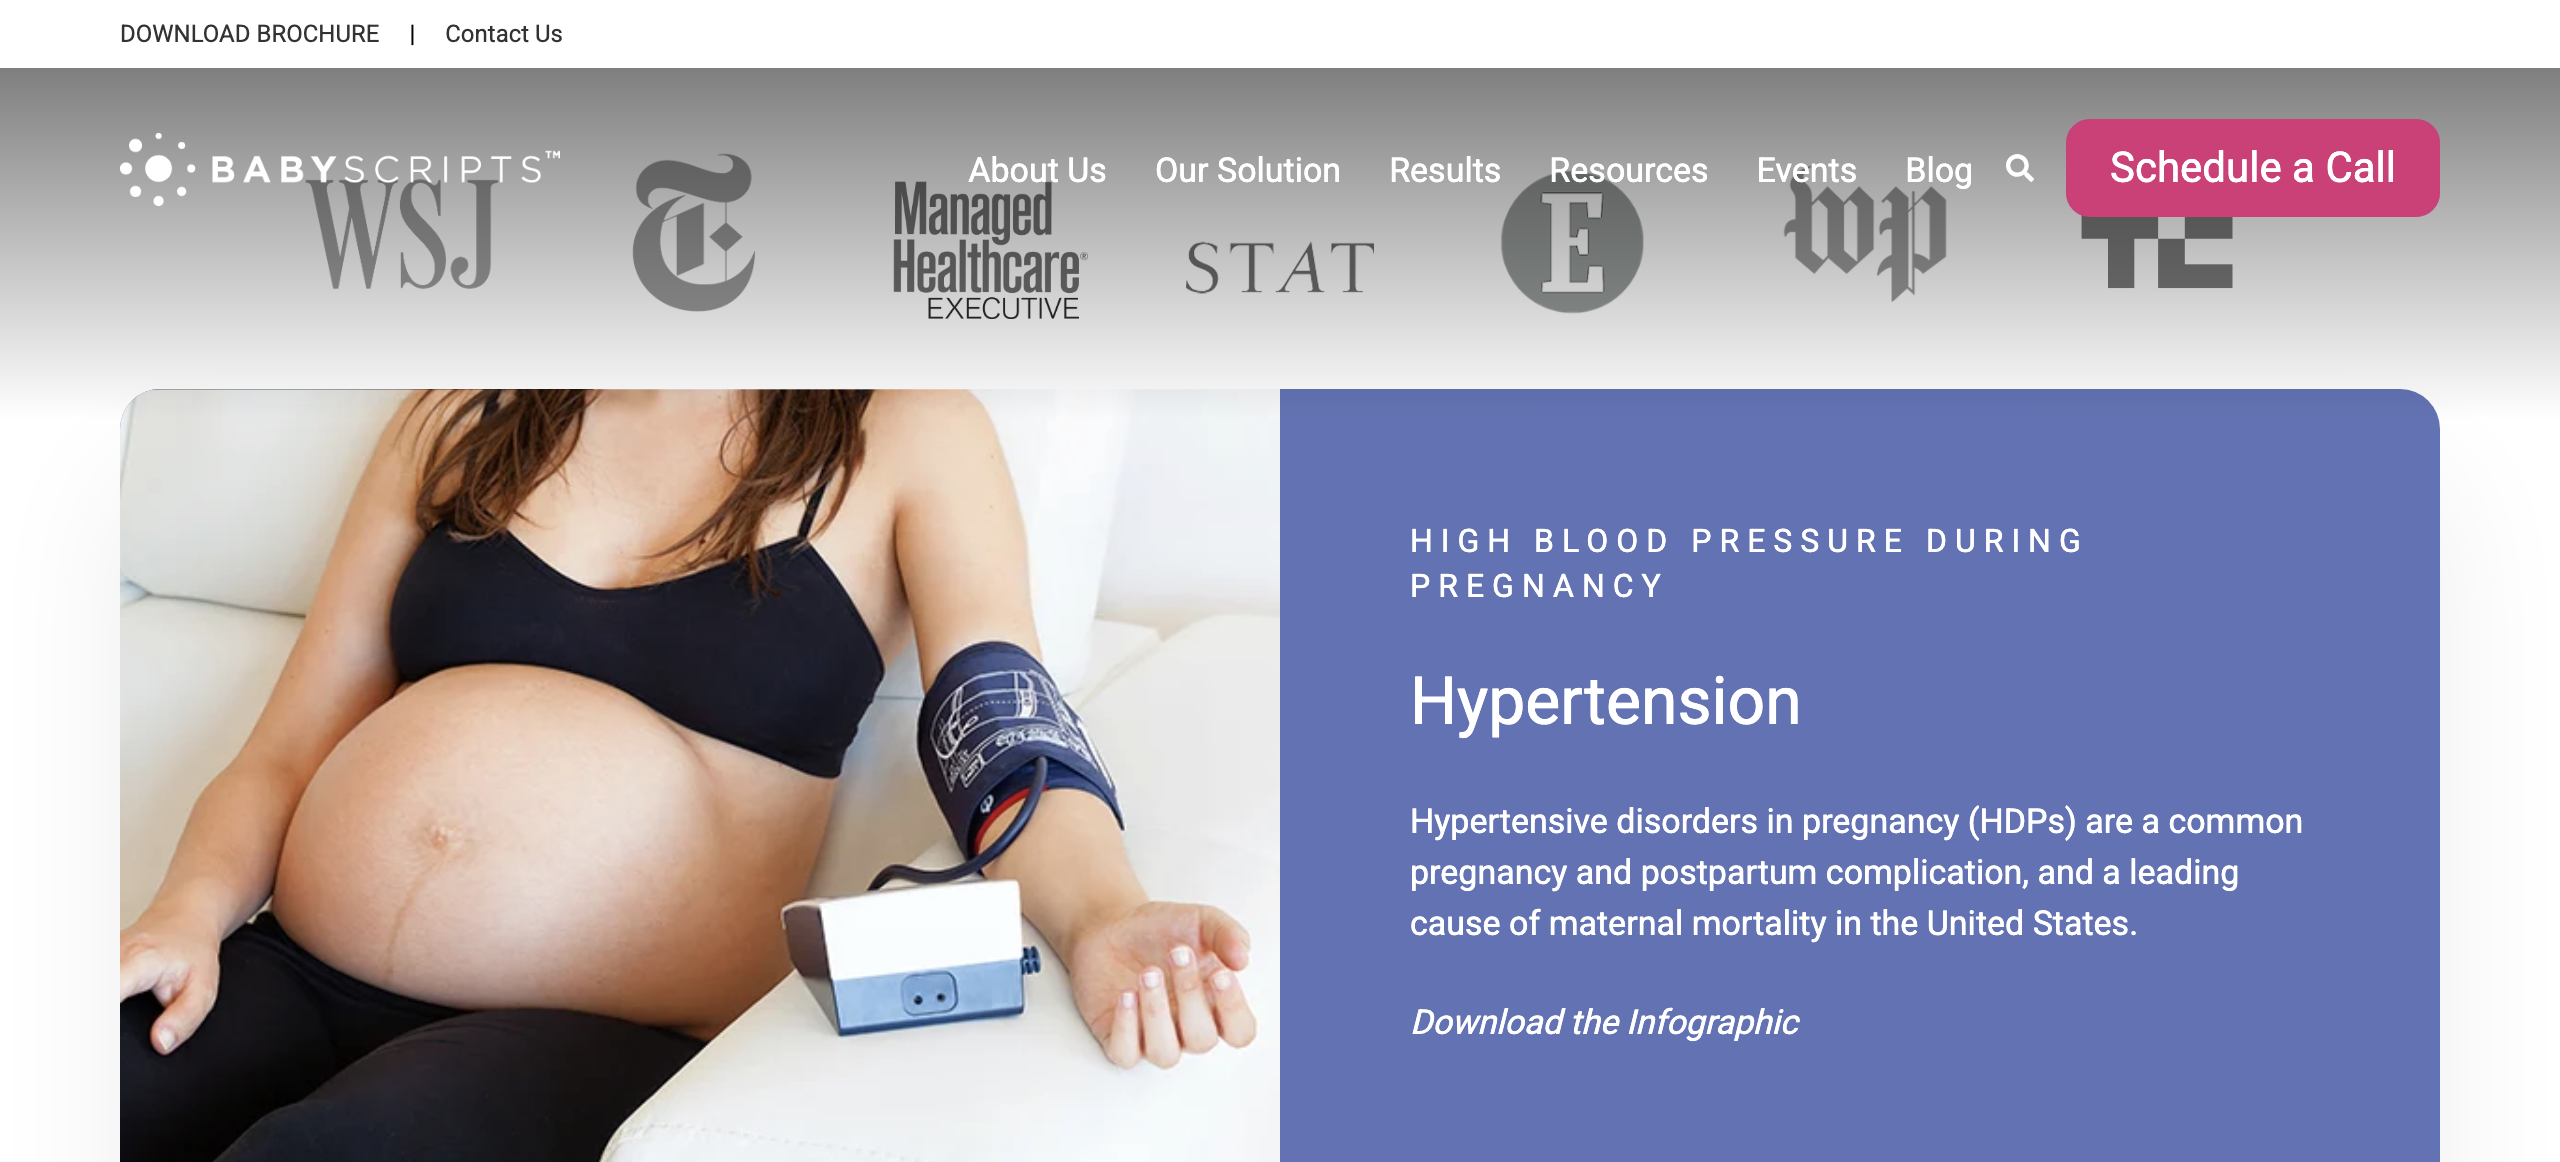 DOWNLOAD BROCHURE | Contact Us
BABYSCRIPTS™
About Us Our Solution Results Resources Events Blog
Schedule a Call
WSJ
T
Managed
Healthcare®
EXECUTIVE
STAT
E
wp
TC
HIGH BLOOD PRESSURE DURING
PREGNANCY
Hypertension
Hypertensive disorders in pregnancy (HDPs) are a common
pregnancy and postpartum complication, and a leading
cause of maternal mortality in the United States.
Download the Infographic